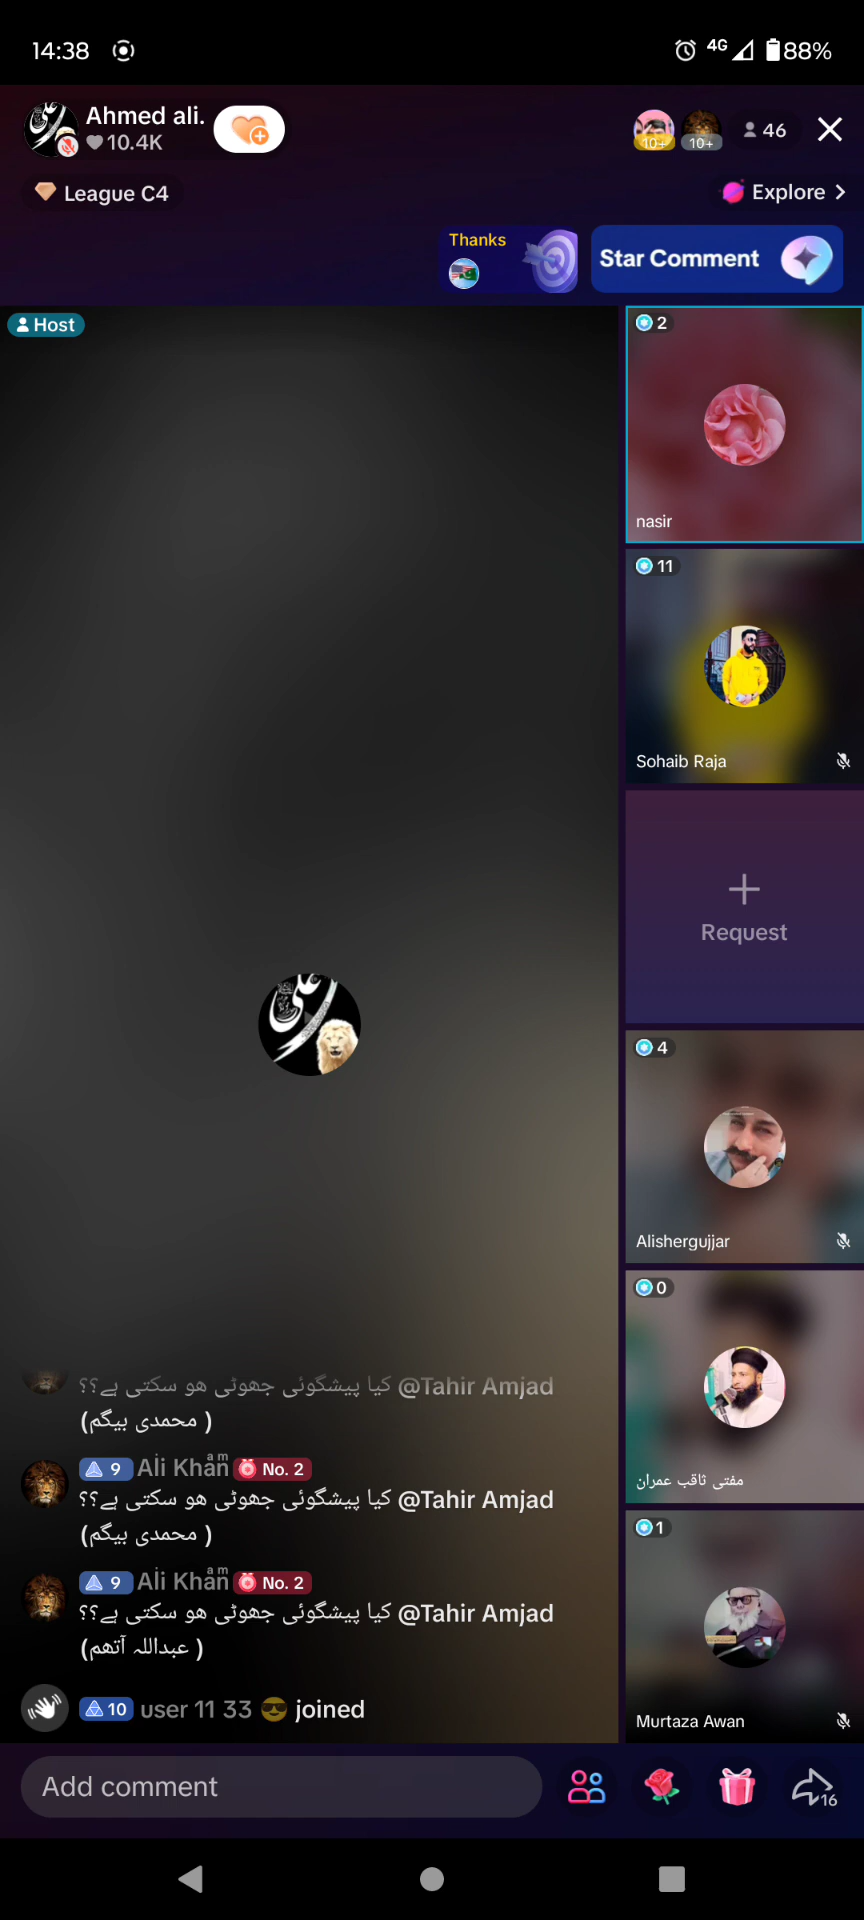 14:38
4G
88%
Ahmed ali.
10.4K
10+
10+
46
League C4
Explore
Thanks
Star Comment
Host
2
nasir
11
Sohaib Raja
Request
4
Alishergujjar
0
مفتی ثاقب عمران
1
Murtaza Awan
@Tahir Amjad کیا پیشگوئی جھوٹی ھو سکتی ہے؟؟
( محمدی بیگم)
9 Ali Khan No. 2
@Tahir Amjad کیا پیشگوئی جھوٹی ھو سکتی ہے؟؟
( محمدی بیگم)
9 Ali Khan No. 2
@Tahir Amjad کیا پیشگوئی جھوٹی ھو سکتی ہے؟؟
( عبداللہ آتھم)
10 user 11 33 😎 joined
Add comment
16